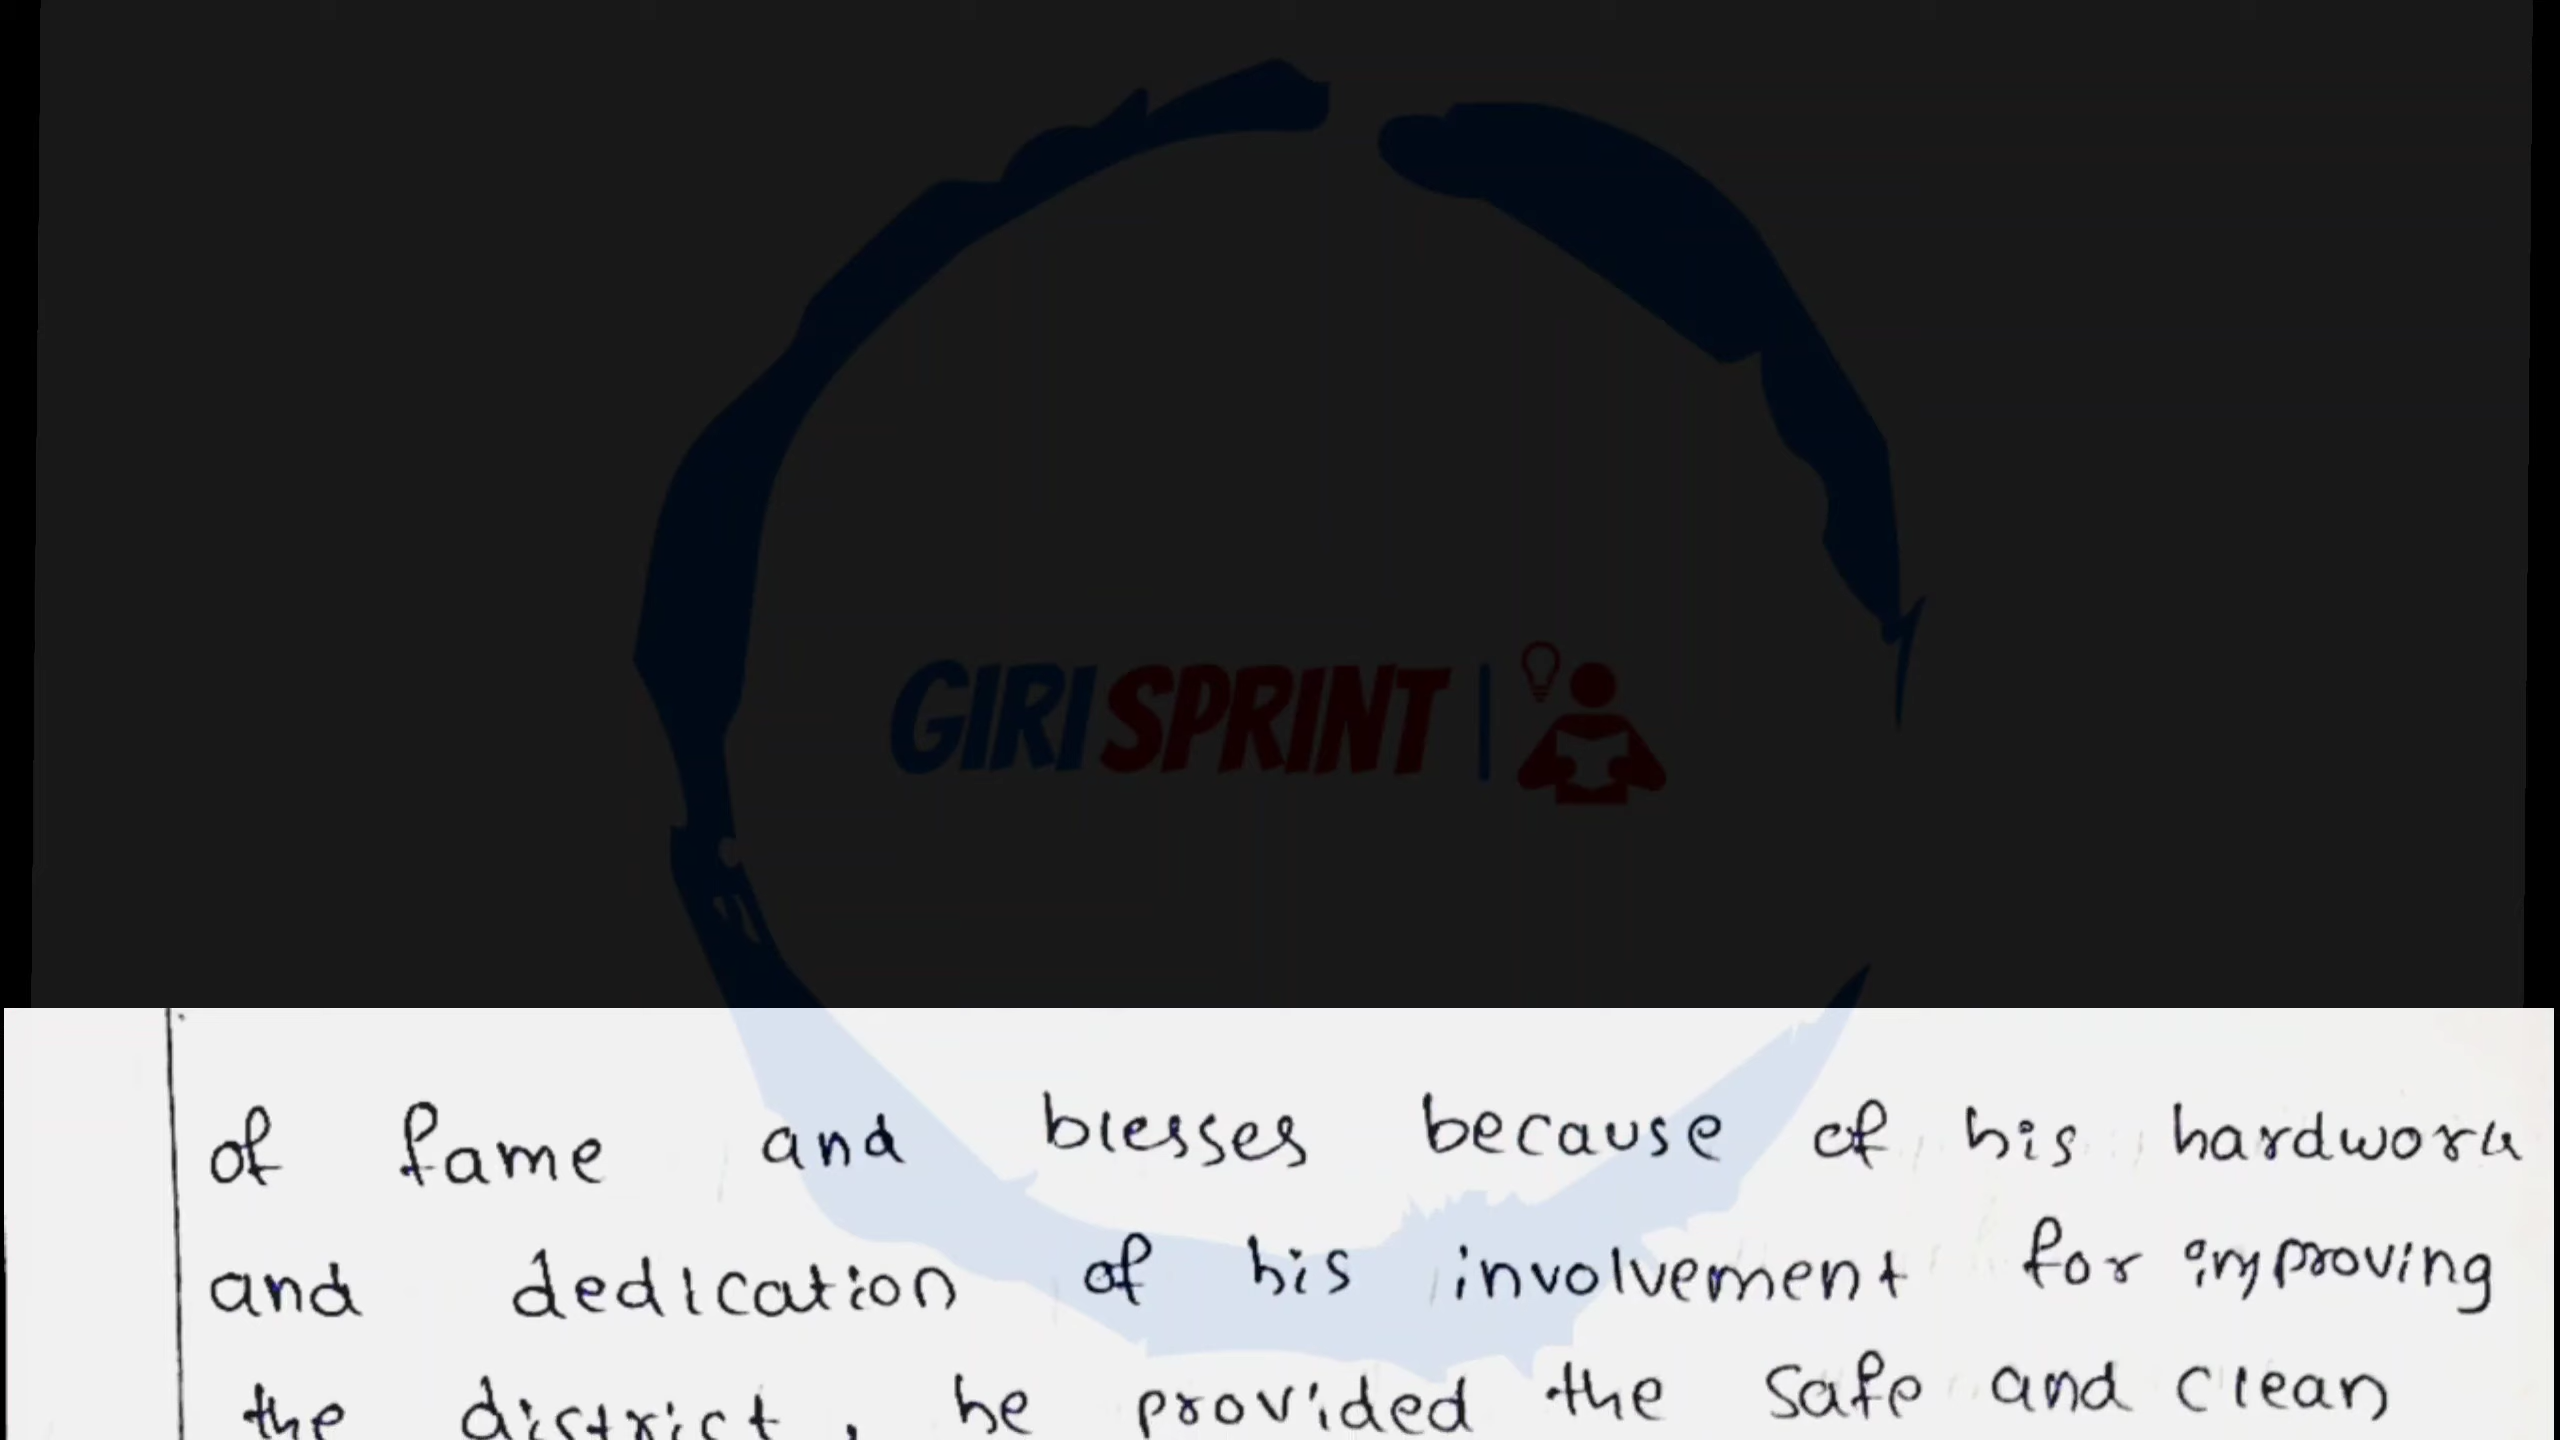 GIRI SPRINT
of fame and blesses because of his hardwork
and dedication of his involvement for improving
the district, he provided the safe and clean